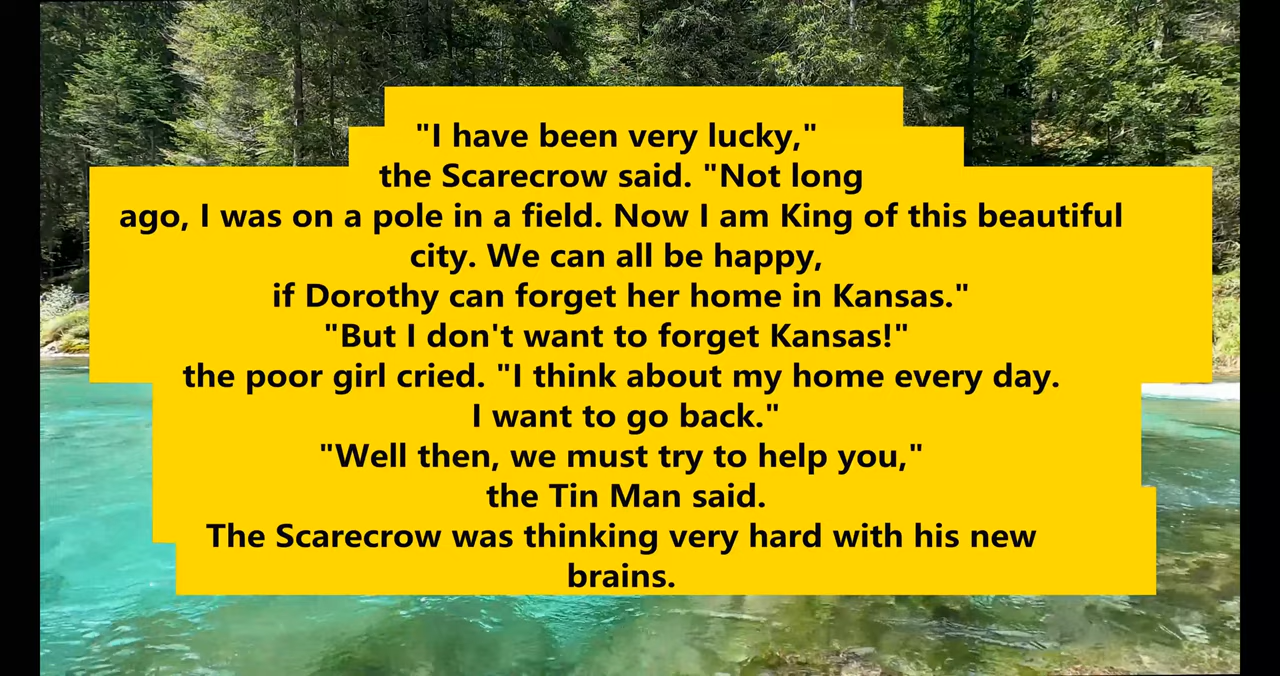 "I have been very lucky,"
the Scarecrow said. "Not long
ago, I was on a pole in a field. Now I am King of this beautiful
city. We can all be happy,
if Dorothy can forget her home in Kansas."
"But I don't want to forget Kansas!"
the poor girl cried. "I think about my home every day.
I want to go back."
"Well then, we must try to help you,"
the Tin Man said.
The Scarecrow was thinking very hard with his new
brains.